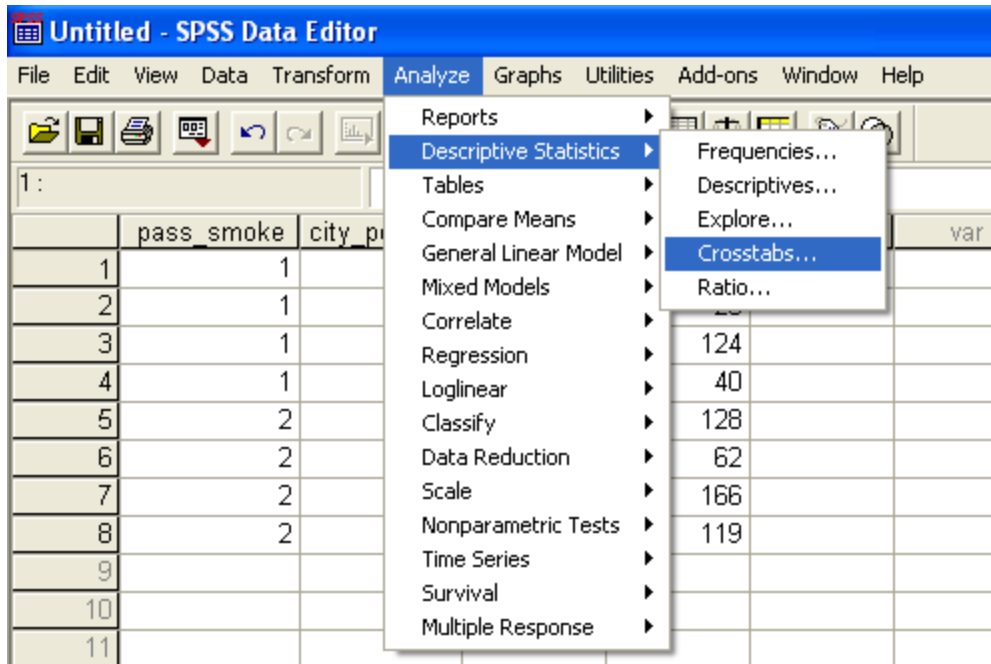 Untitled - SPSS Data Editor
File Edit View Data Transform Analyze Graphs Utilities Add-ons Window Help
Reports
Descriptive Statistics
Tables
Compare Means
General Linear Model
Mixed Models
Correlate
Regression
Loglinear
Classify
Data Reduction
Scale
Nonparametric Tests
Time Series
Survival
Multiple Response
Frequencies...
Descriptives...
Explore...
Crosstabs...
Ratio...
1 :
pass_smoke var
1 1
2 1
3 1 124
4 1 40
5 2 128
6 2 62
7 2 166
8 2 119
9
10
11